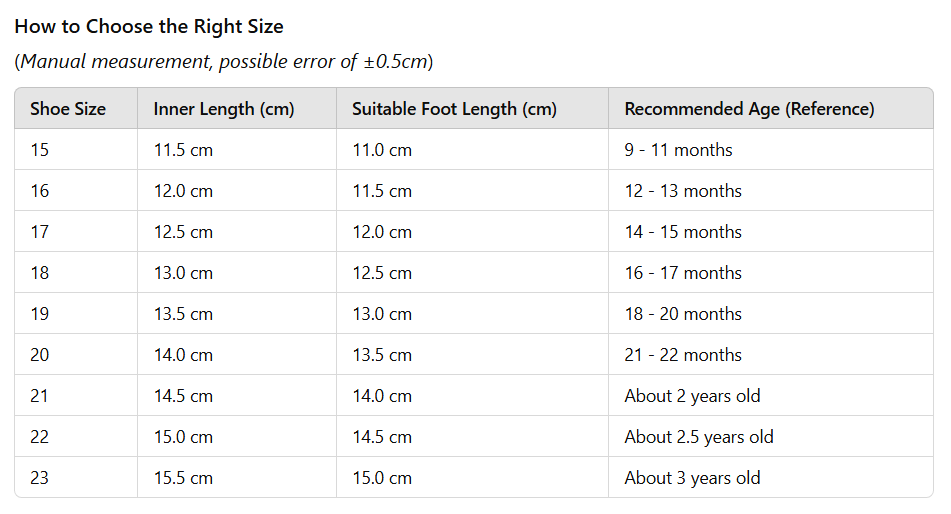 How to Choose the Right Size
(Manual measurement, possible error of ±0.5cm)
Shoe Size Inner Length (cm) Suitable Foot Length (cm) Recommended Age (Reference)
15 11.5 cm 11.0 cm 9 - 11 months
16 12.0 cm 11.5 cm 12 - 13 months
17 12.5 cm 12.0 cm 14 - 15 months
18 13.0 cm 12.5 cm 16 - 17 months
19 13.5 cm 13.0 cm 18 - 20 months
20 14.0 cm 13.5 cm 21 - 22 months
21 14.5 cm 14.0 cm About 2 years old
22 15.0 cm 14.5 cm About 2.5 years old
23 15.5 cm 15.0 cm About 3 years old